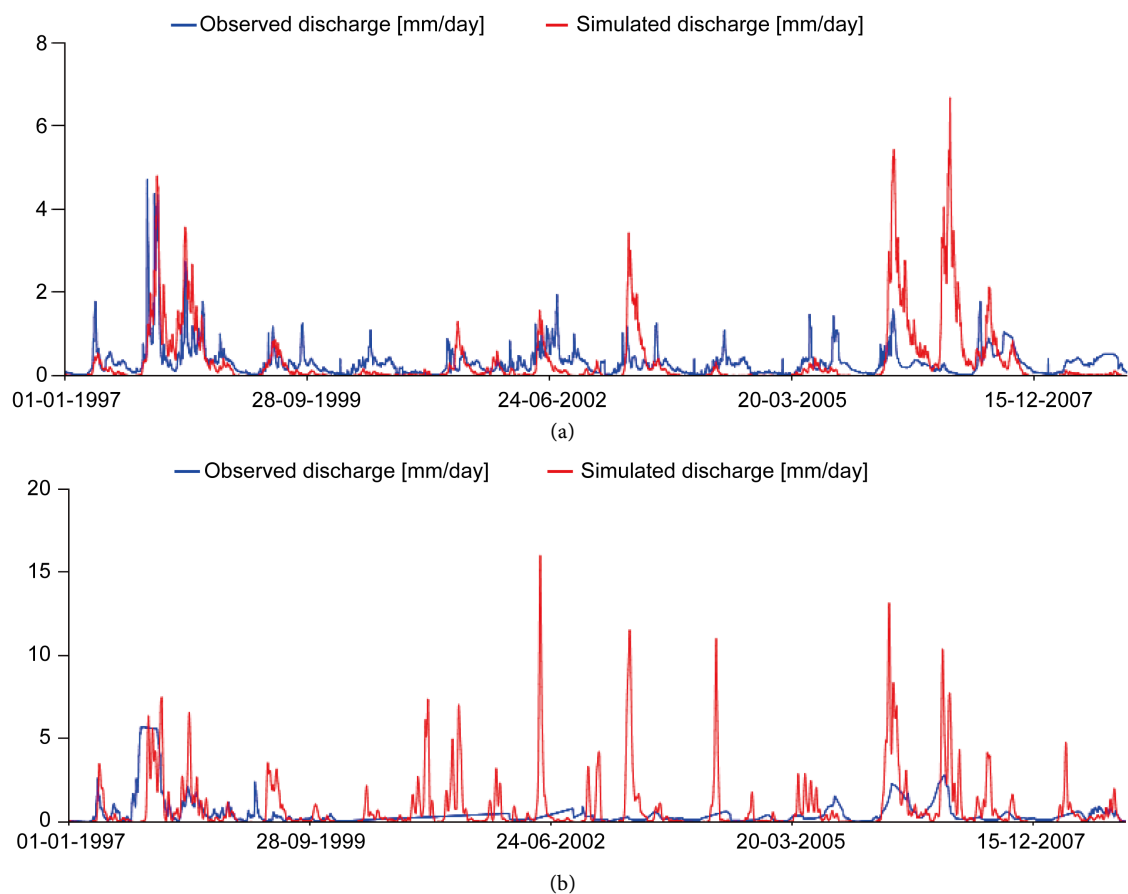 Observed discharge [mm/day] Simulated discharge [mm/day]
8
6
4
2
0
01-01-1997 28-09-1999 24-06-2002 20-03-2005 15-12-2007
(a)
Observed discharge [mm/day] Simulated discharge [mm/day]
20
15
10
5
0
01-01-1997 28-09-1999 24-06-2002 20-03-2005 15-12-2007
(b)